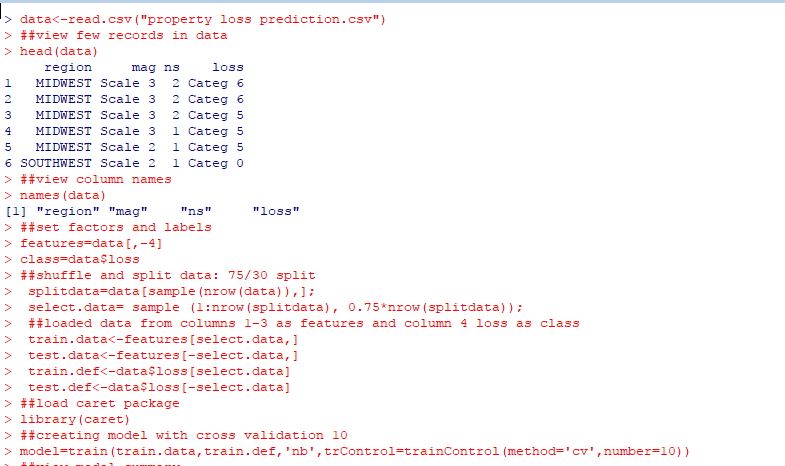 > data<-read.csv("property loss prediction.csv")
> ##view few records in data
> head(data)
region mag ns loss
1 MIDWEST Scale 3 2 Categ 6
2 MIDWEST Scale 3 2 Categ 6
3 MIDWEST Scale 3 2 Categ 5
4 MIDWEST Scale 3 1 Categ 5
5 MIDWEST Scale 2 1 Categ 5
6 SOUTHWEST Scale 2 1 Categ 0
> ##view column names
> names(data)
[1] "region" "mag" "ns" "loss"
> ##set factors and labels
> features=data[,-4]
> class=data$loss
> ##shuffle and split data: 75/30 split
> splitdata=data[sample(nrow(data)),];
> select.data= sample (1:nrow(splitdata), 0.75*nrow(splitdata));
> ##loaded data from columns 1-3 as features and column 4 loss as class
> train.data<-features[select.data,]
> test.data<-features[-select.data,]
> train.def<-data$loss[select.data]
> test.def<-data$loss[-select.data]
> ##load caret package
> library(caret)
> ##creating model with cross validation 10
> model=train(train.data,train.def,'nb',trControl=trainControl(method='cv',number=10))
> ##view model summary